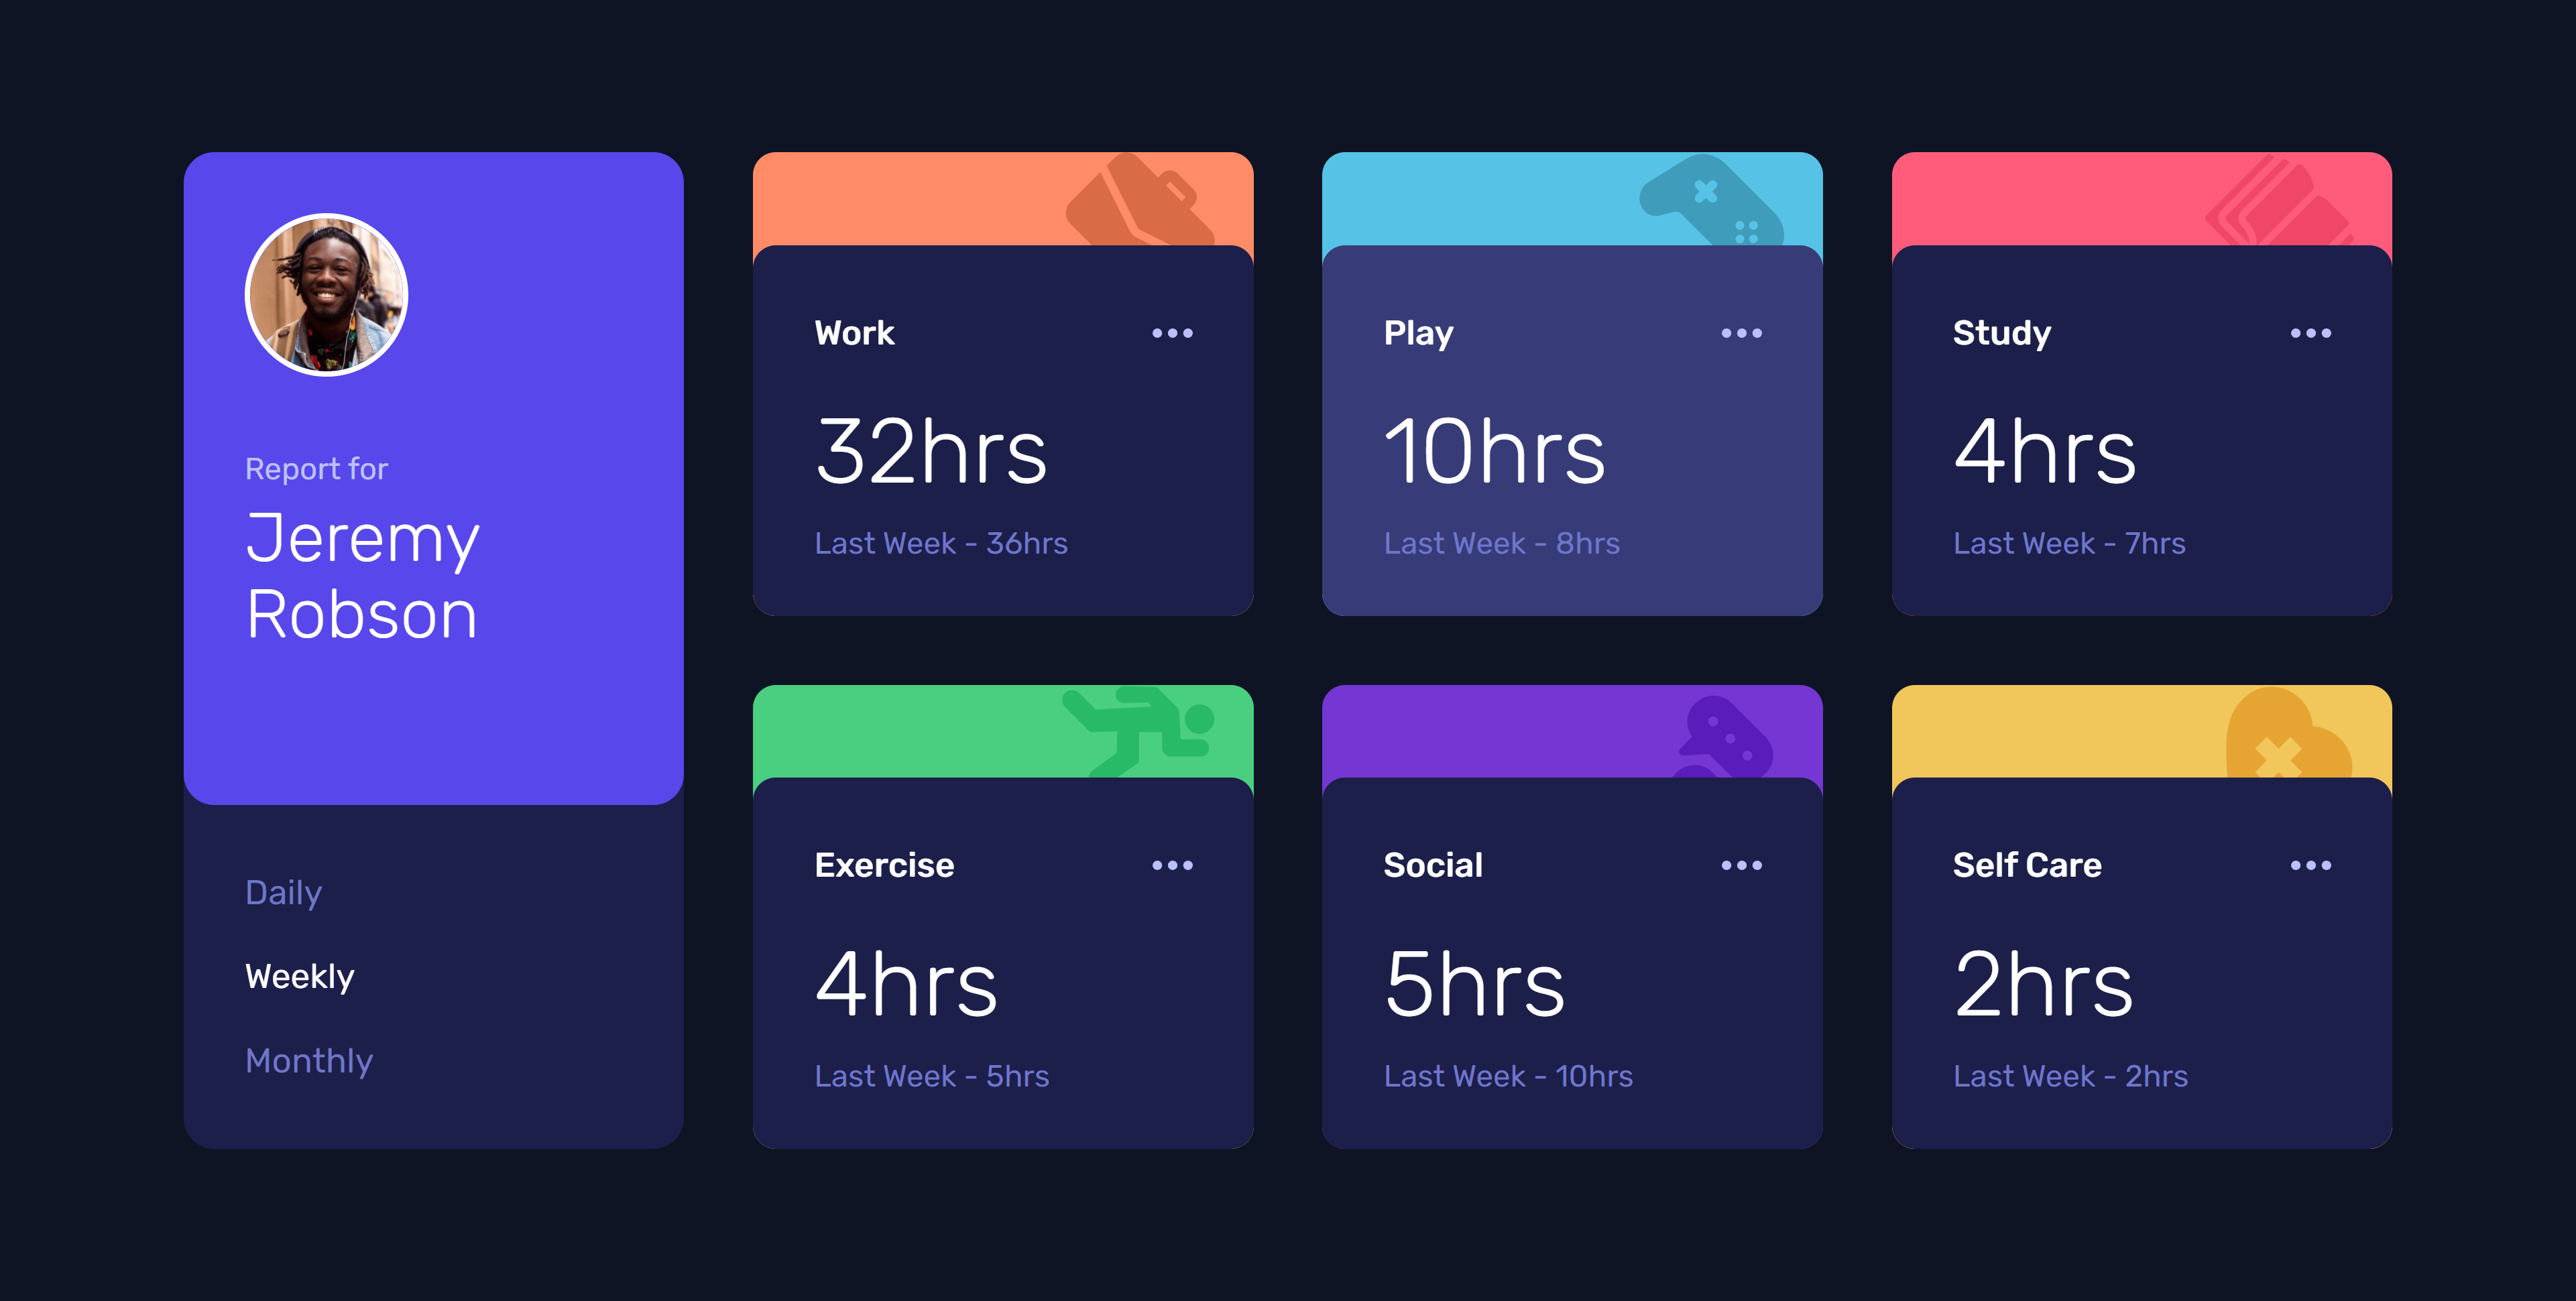 Report for
Jeremy
Robson
Daily
Weekly
Monthly
Work
32hrs
Last Week - 36hrs
Play
10hrs
Last Week - 8hrs
Study
4hrs
Last Week - 7hrs
Exercise
4hrs
Last Week - 5hrs
Social
5hrs
Last Week - 10hrs
Self Care
2hrs
Last Week - 2hrs